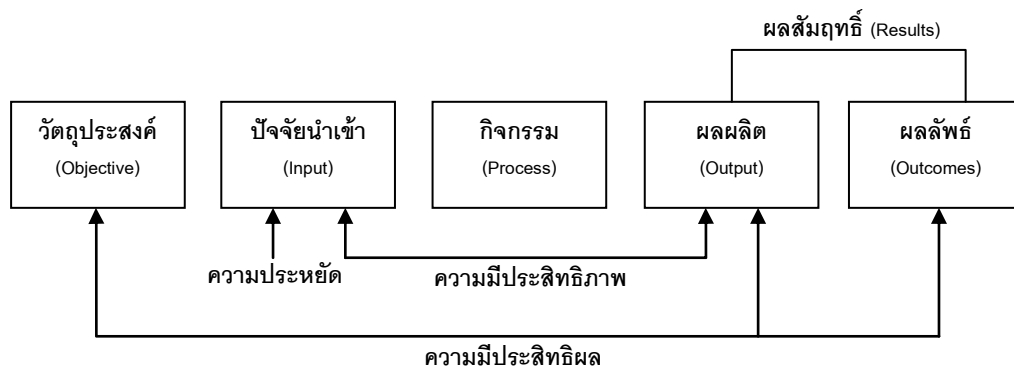 ผลสัมฤทธิ์ (Results)
วัตถุประสงค์
(Objective)
ปัจจัยนำเข้า
(Input)
กิจกรรม
(Process)
ผลผลิต
(Output)
ผลลัพธ์
(Outcomes)
ความประหยัด
ความมีประสิทธิภาพ
ความมีประสิทธิผล